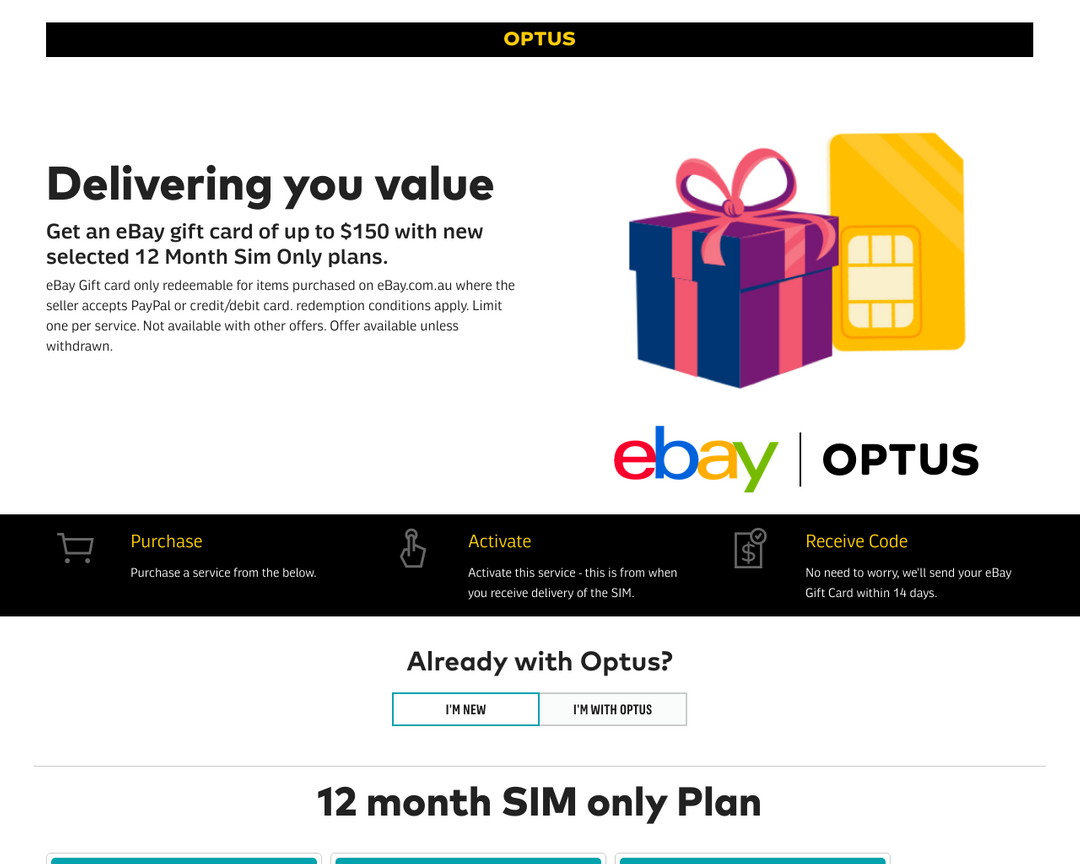 OPTUS
Delivering you value
Get an eBay gift card of up to $150 with new
selected 12 Month Sim Only plans.
eBay Gift card only redeemable for items purchased on eBay.com.au where the
seller accepts PayPal or credit/debit card. redemption conditions apply. Limit
one per service. Not available with other offers. Offer available unless
withdrawn.
ebay | OPTUS
Purchase
Purchase a service from the below.
Activate
Activate this service - this is from when
you receive delivery of the SIM.
$
Receive Code
No need to worry, we'll send your eBay
Gift Card within 14 days.
Already with Optus?
I'M NEW
I'M WITH OPTUS
12 month SIM only Plan